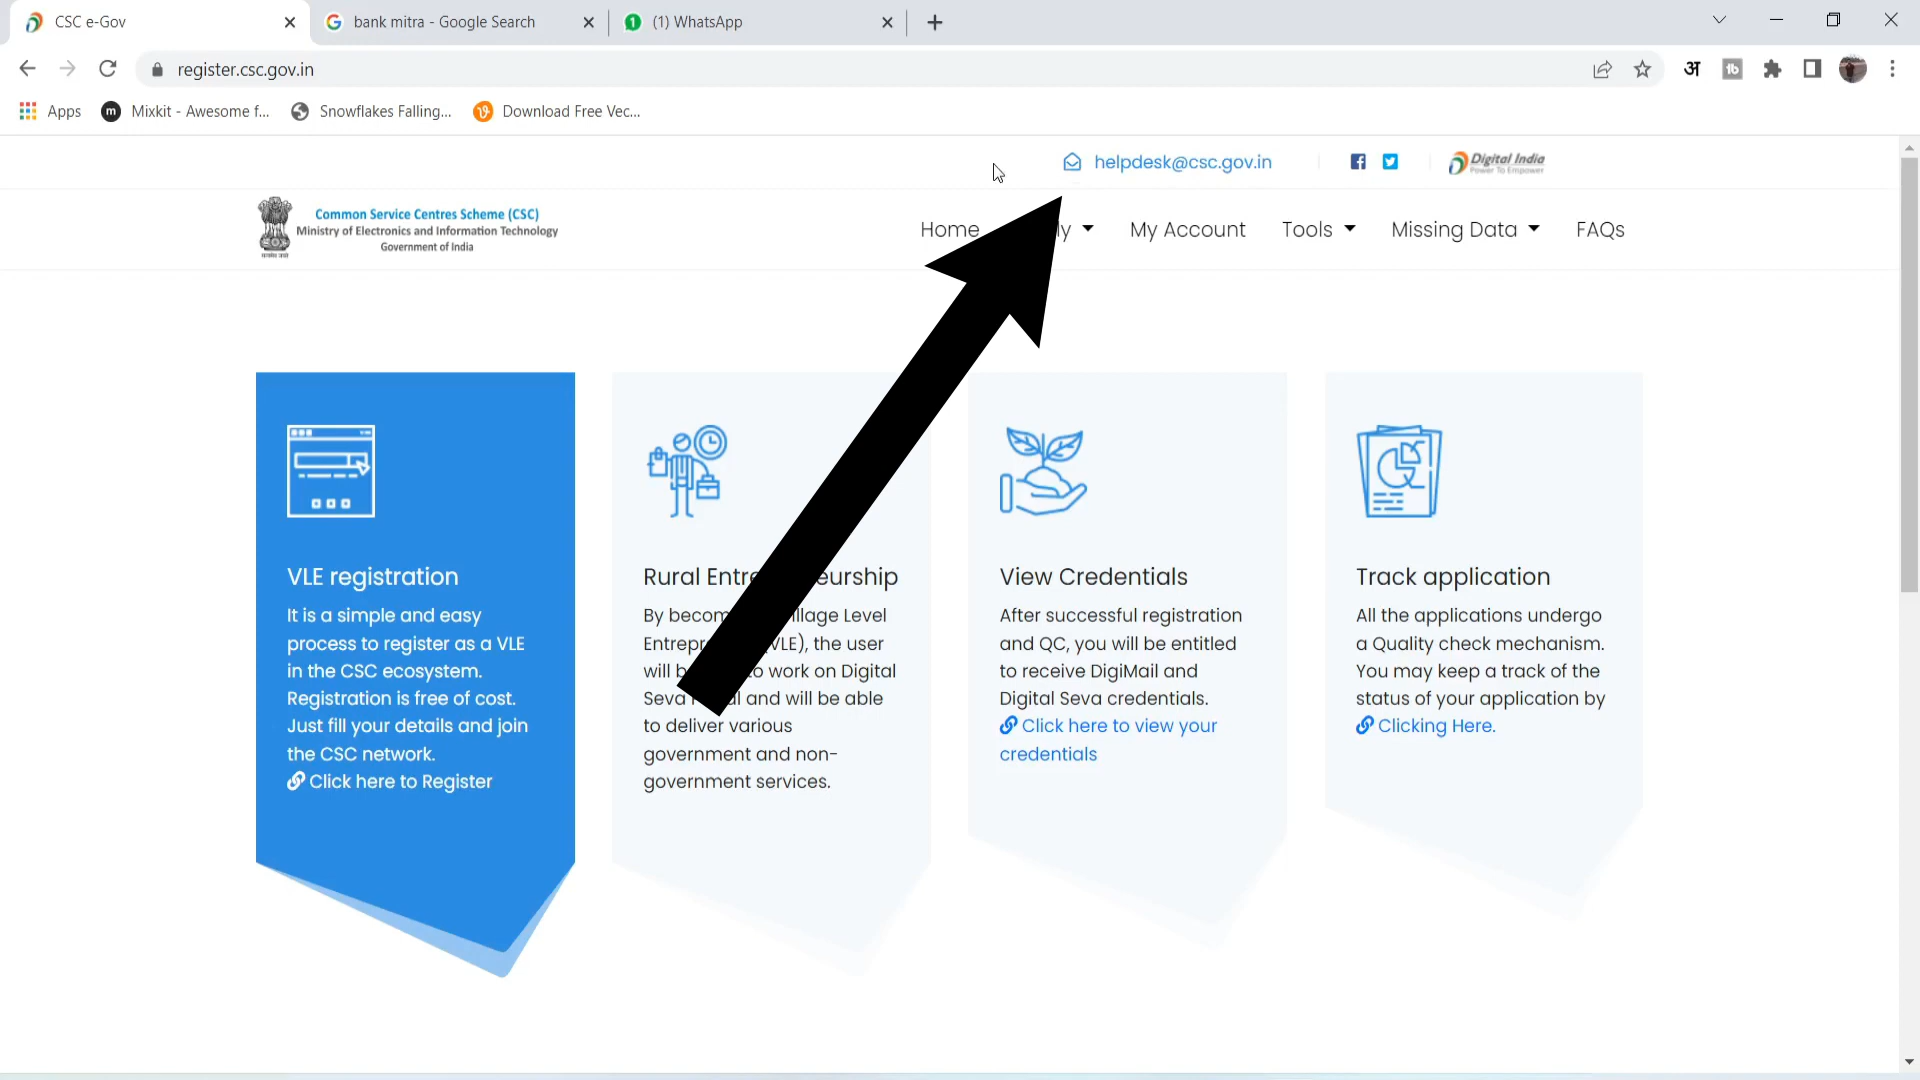 CSC e-Gov
bank mitra - Google Search
(1) WhatsApp
register.csc.gov.in
अ
Apps
Mixkit - Awesome f...
Snowflakes Falling...
Download Free Vec...
helpdesk@csc.gov.in
Digital India
Power To Empower
Common Service Centres Scheme (CSC)
Ministry of Electronics and Information Technology
Government of India
Home
My Account
Tools
Missing Data
FAQs
VLE registration
It is a simple and easy
process to register as a VLE
in the CSC ecosystem.
Registration is free of cost.
Just fill your details and join
the CSC network.
Click here to Register
Rural Entr eurship
By becom llage Level
Entrepr (VLE), the user
will b to work on Digital
Seva and will be able
to deliver various
government and non-
government services.
View Credentials
After successful registration
and QC, you will be entitled
to receive DigiMail and
Digital Seva credentials.
Click here to view your
credentials
Track application
All the applications undergo
a Quality check mechanism.
You may keep a track of the
status of your application by
Clicking Here.